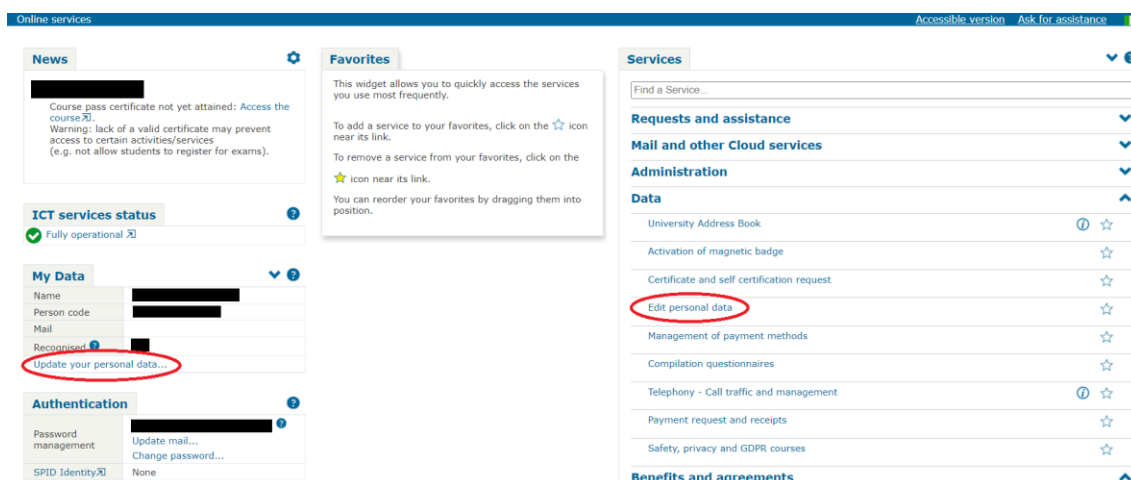 Online services
Accessible version Ask for assistance
News
Course pass certificate not yet attained: Access the
course.
Warning: lack of a valid certificate may prevent
access to certain activities/services
(e.g. not allow students to register for exams).
ICT services status
Fully operational
My Data
Name
Person code
Mail
Recognised
Update your personal data...
Authentication
Password
management
Update mail...
Change password...
SPID Identity None
Favorites
This widget allows you to quickly access the services
you use most frequently.
To add a service to your favorites, click on the icon
near its link.
To remove a service from your favorites, click on the
icon near its link.
You can reorder your favorites by dragging them into
position.
Services
Find a Service...
Requests and assistance
Mail and other Cloud services
Administration
Data
University Address Book
Activation of magnetic badge
Certificate and self certification request
Edit personal data
Management of payment methods
Compilation questionnaires
Telephony - Call traffic and management
Payment request and receipts
Safety, privacy and GDPR courses
Benefits and agreements